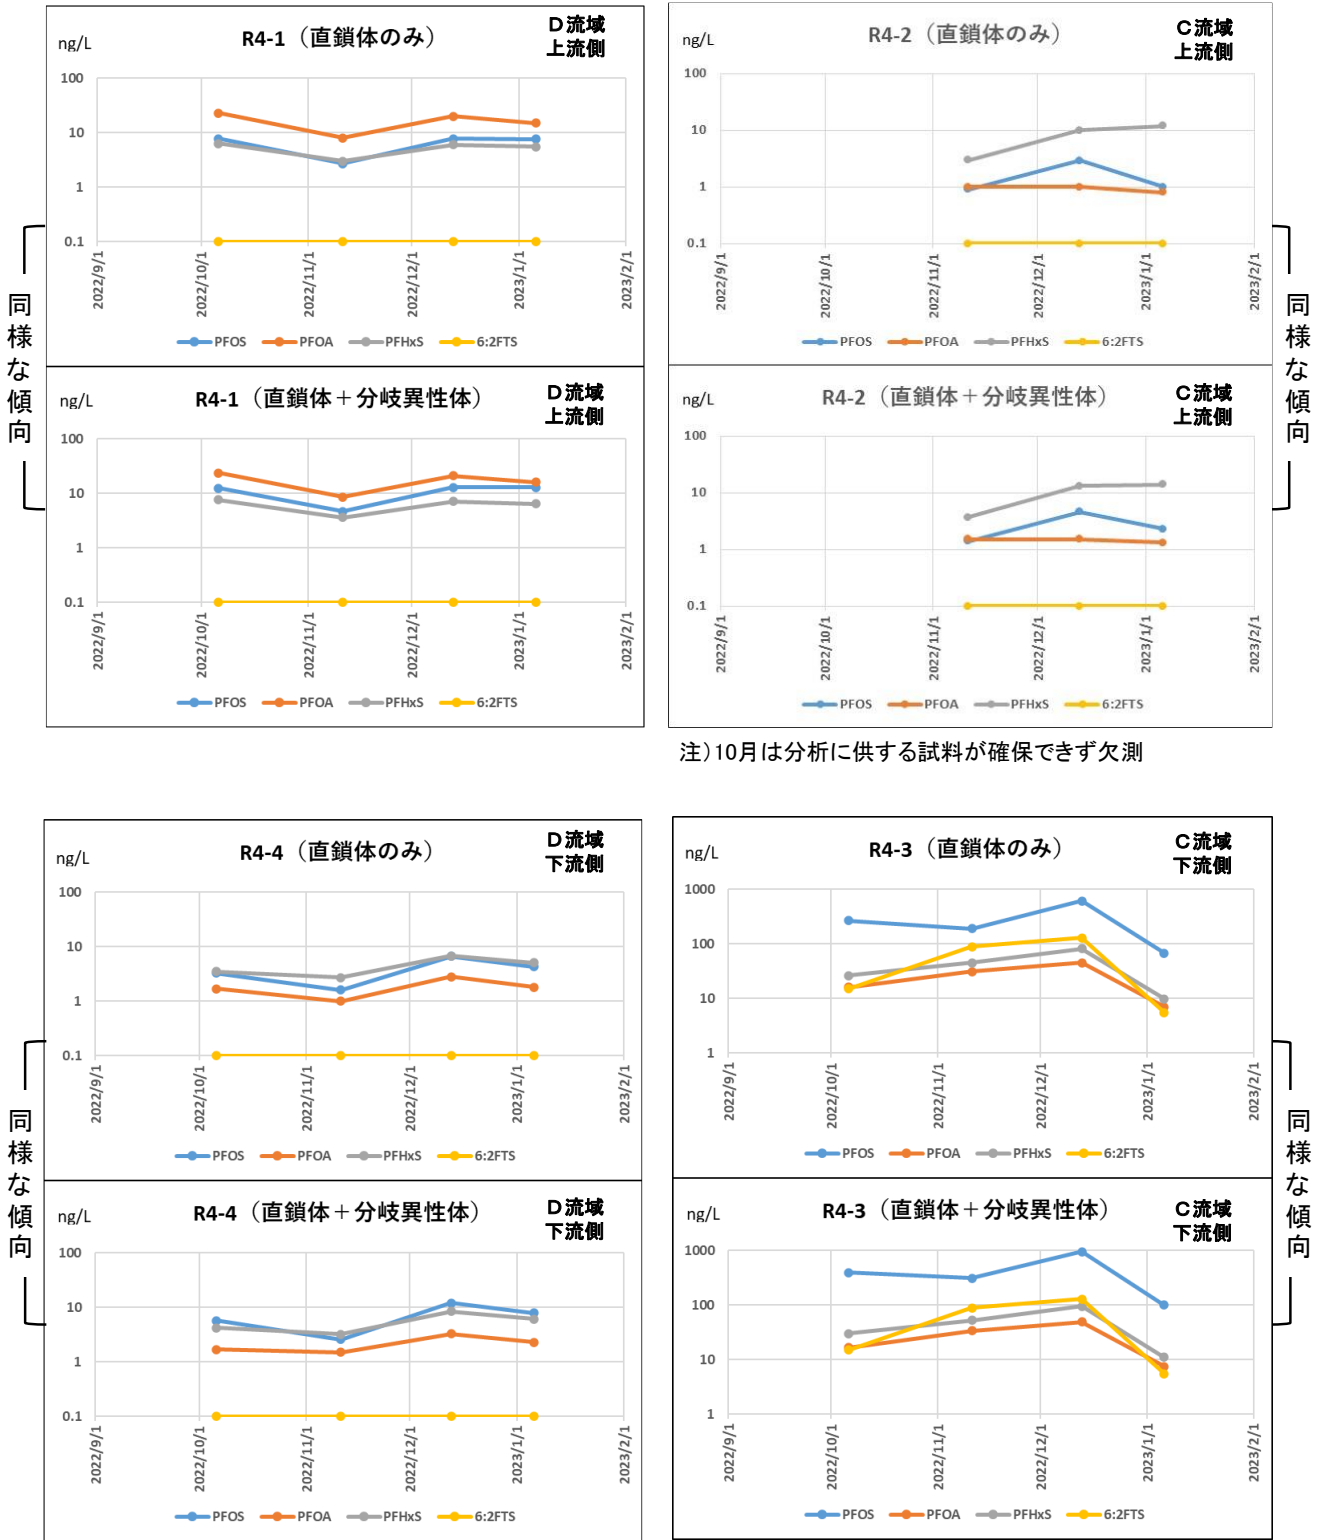 R4-1（直鎖体のみ）
D流域
上流側
ng/L
100
10
1
0.1
2022/9/1
2022/10/1
2022/11/1
2022/12/1
2023/1/1
2023/2/1
PFOS PFOA PFHxS 6:2FTS
R4-2（直鎖体のみ）
C流域
上流側
ng/L
100
10
1
0.1
2022/9/1
2022/10/1
2022/11/1
2022/12/1
2023/1/1
2023/2/1
PFOS PFOA PFHxS 6:2FTS
同様な傾向
R4-1（直鎖体＋分岐異性体）
D流域
上流側
ng/L
100
10
1
0.1
2022/9/1
2022/10/1
2022/11/1
2022/12/1
2023/1/1
2023/2/1
PFOS PFOA PFHxS 6:2FTS
R4-2（直鎖体＋分岐異性体）
C流域
上流側
ng/L
100
10
1
0.1
2022/9/1
2022/10/1
2022/11/1
2022/12/1
2023/1/1
2023/2/1
PFOS PFOA PFHxS 6:2FTS
同様な傾向
注）10月は分析に供する試料が確保できず欠測
R4-4（直鎖体のみ）
D流域
下流側
ng/L
100
10
1
0.1
2022/9/1
2022/10/1
2022/11/1
2022/12/1
2023/1/1
2023/2/1
PFOS PFOA PFHxS 6:2FTS
R4-3（直鎖体のみ）
C流域
下流側
ng/L
1000
100
10
1
2022/9/1
2022/10/1
2022/11/1
2022/12/1
2023/1/1
2023/2/1
PFOS PFOA PFHxS 6:2FTS
同様な傾向
R4-4（直鎖体＋分岐異性体）
D流域
下流側
ng/L
100
10
1
0.1
2022/9/1
2022/10/1
2022/11/1
2022/12/1
2023/1/1
2023/2/1
PFOS PFOA PFHxS 6:2FTS
R4-3（直鎖体＋分岐異性体）
C流域
下流側
ng/L
1000
100
10
1
2022/9/1
2022/10/1
2022/11/1
2022/12/1
2023/1/1
2023/2/1
PFOS PFOA PFHxS 6:2FTS
同様な傾向